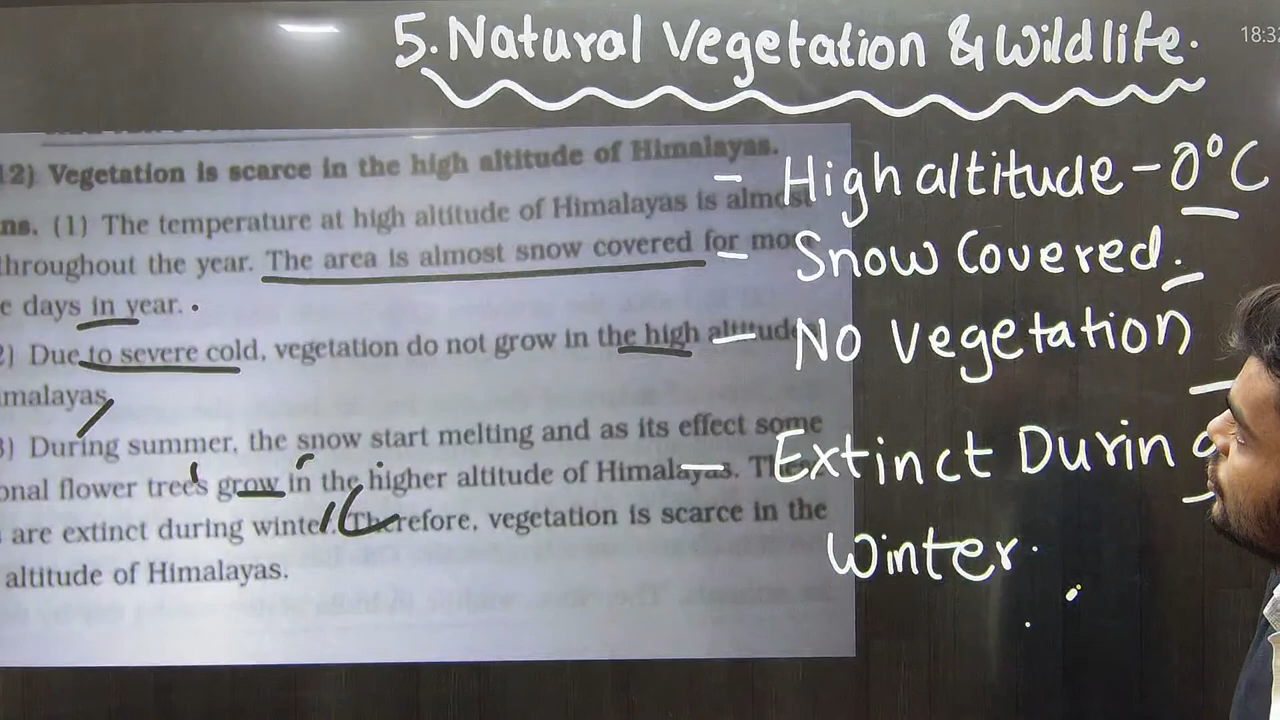 5. Natural Vegetation & Wildlife.
18:32
12) Vegetation is scarce in the high altitude of Himalayas.
ns. (1) The temperature at high altitude of Himalayas is almost
throughout the year. The area is almost snow covered for mos
e days in year.
2) Due to severe cold, vegetation do not grow in the high altitude
malayas
3) During summer, the snow start melting and as its effect some
onal flower trees grow in the higher altitude of Himalayas. The
are extinct during winter. Therefore, vegetation is scarce in the
altitude of Himalayas.
- High altitude - 0°C
- Snow Covered.
- No Vegetation
- Extinct During
Winter.